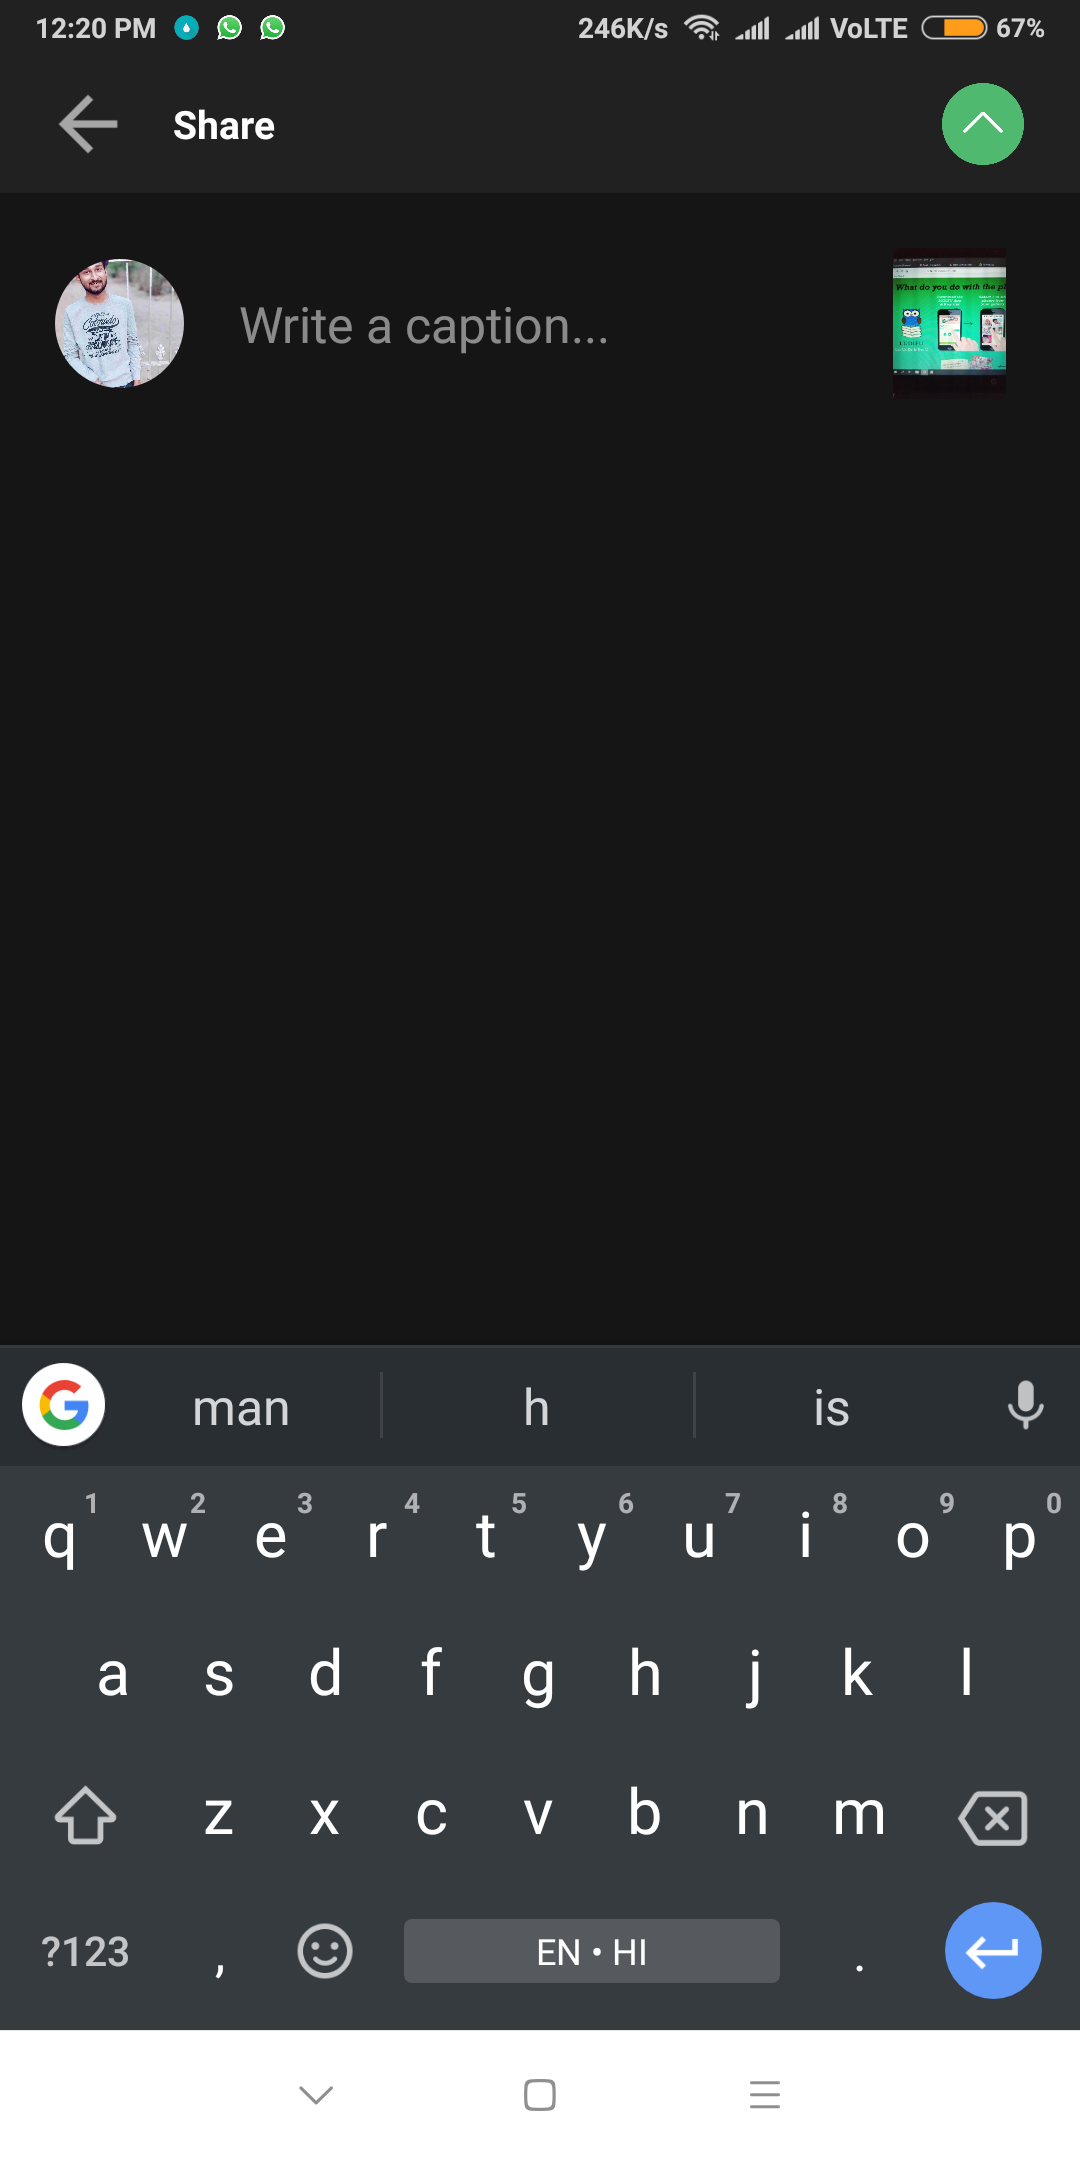 12:20 PM 246K/s VoLTE 67%
Share
Write a caption...
What do you do with the
man h is
1 2 3 4 5 6 7 8 9 0
q w e r t y u i o p
a s d f g h j k l
z x c v b n m
?123 , EN • HI .